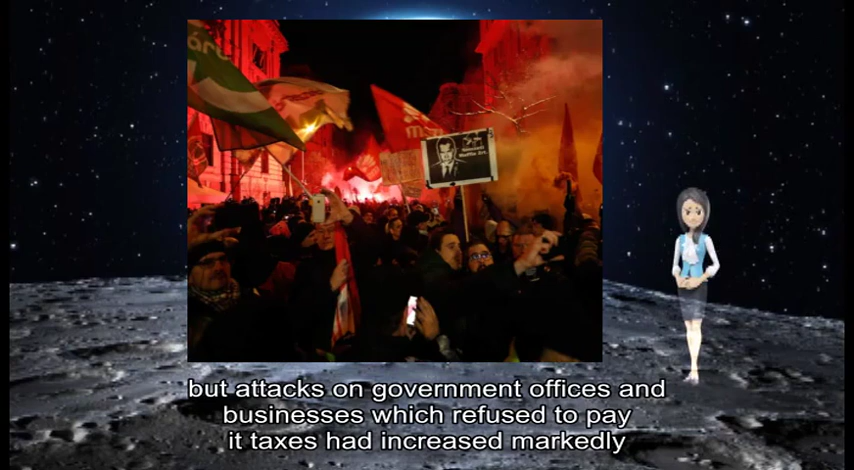 but attacks on government offices and
businesses which refused to pay
it taxes had increased markedly